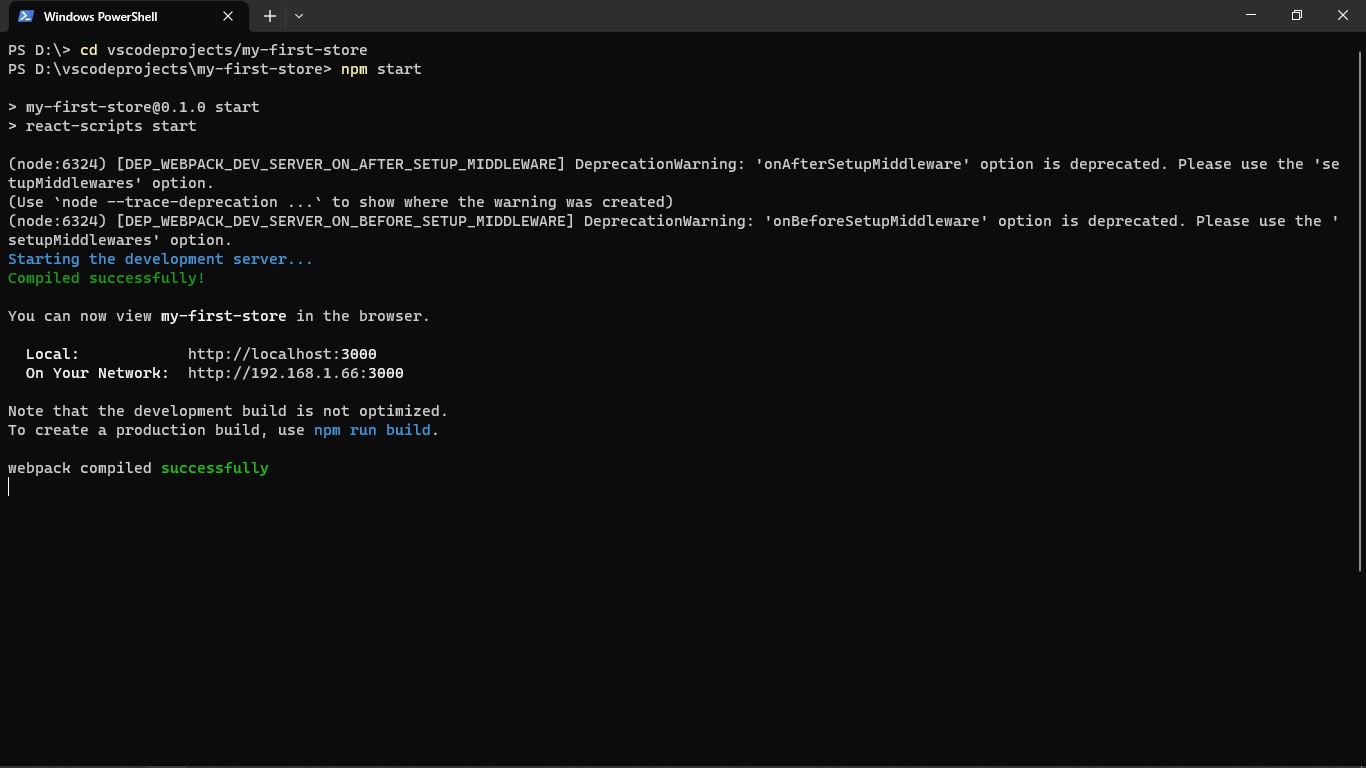 Windows PowerShell
PS D:\> cd vscodeprojects/my-first-store
PS D:\vscodeprojects\my-first-store> npm start
> my-first-store@0.1.0 start
> react-scripts start
(node:6324) [DEP_WEBPACK_DEV_SERVER_ON_AFTER_SETUP_MIDDLEWARE] DeprecationWarning: 'onAfterSetupMiddleware' option is deprecated. Please use the 'se
tupMiddlewares' option.
(Use `node --trace-deprecation ...` to show where the warning was created)
(node:6324) [DEP_WEBPACK_DEV_SERVER_ON_BEFORE_SETUP_MIDDLEWARE] DeprecationWarning: 'onBeforeSetupMiddleware' option is deprecated. Please use the '
setupMiddlewares' option.
Starting the development server...
Compiled successfully!
You can now view my-first-store in the browser.
Local: http://localhost:3000
On Your Network: http://192.168.1.66:3000
Note that the development build is not optimized.
To create a production build, use npm run build.
webpack compiled successfully